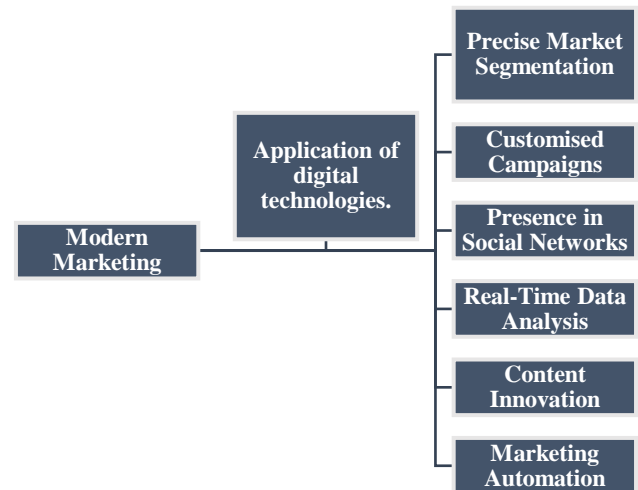 Modern
Marketing
Application of
digital
technologies.
Precise Market
Segmentation
Customised
Campaigns
Presence in
Social Networks
Real-Time Data
Analysis
Content
Innovation
Marketing
Automation